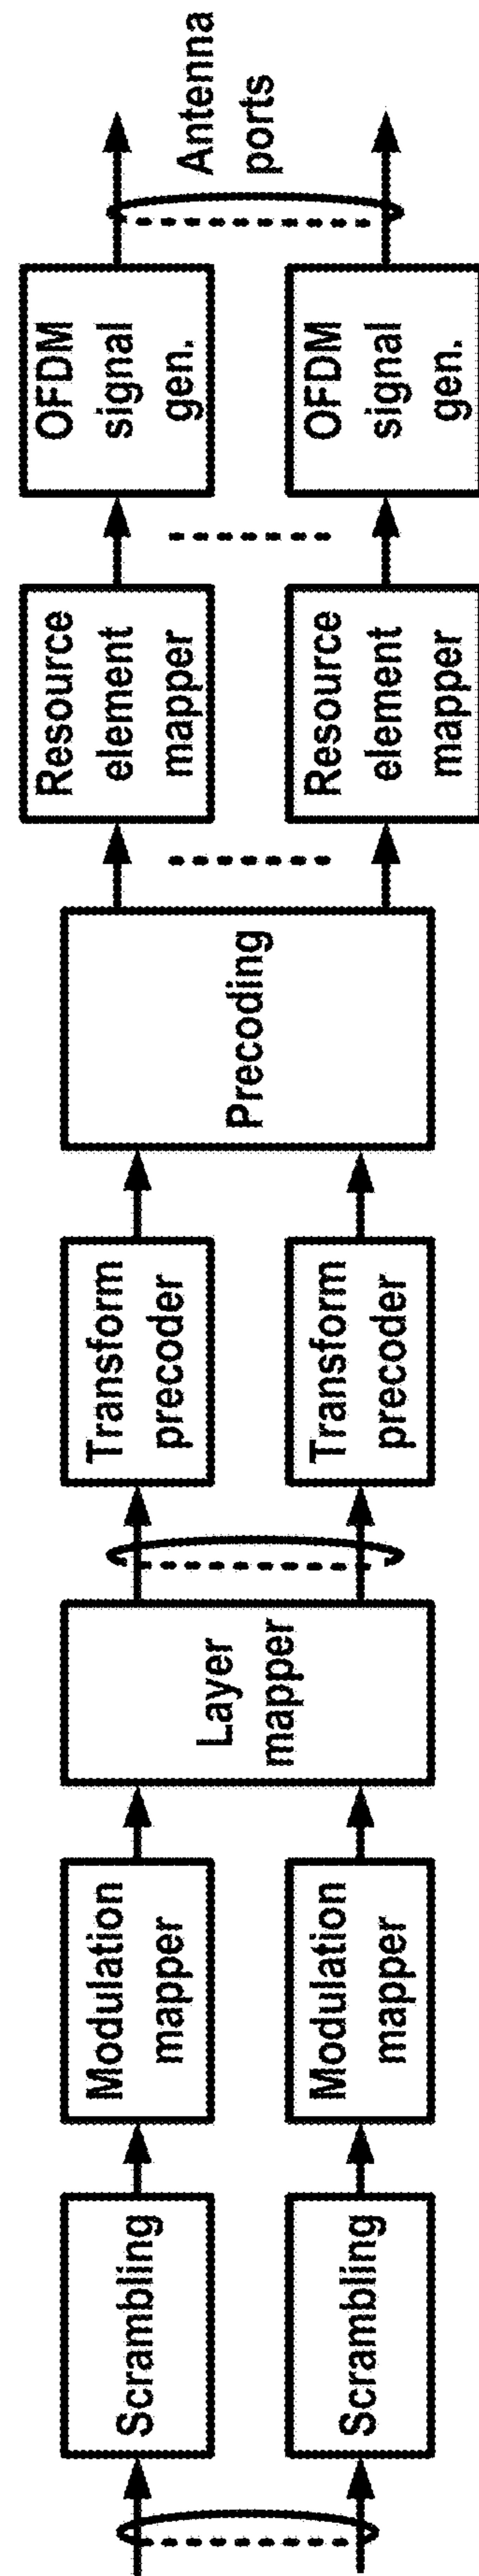 Scrambling
Scrambling
Modulation
mapper
Modulation
mapper
Layer
mapper
Transform
precoder
Transform
precoder
Precoding
Resource
element
mapper
Resource
element
mapper
OFDM
signal
gen.
OFDM
signal
gen.
Antenna
ports